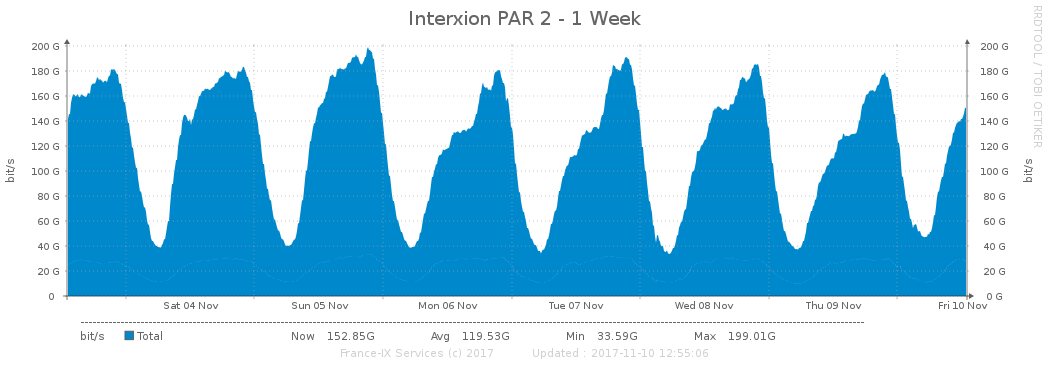 Interxion PAR 2 - 1 Week
RRDTOOL / TOBI OETIKER
200 G 200 G
180 G 180 G
160 G 160 G
140 G 140 G
120 G 120 G
100 G 100 G
80 G 80 G
60 G 60 G
40 G 40 G
20 G 20 G
0 0 G
bit/s bit/s
Sat 04 Nov Sun 05 Nov Mon 06 Nov Tue 07 Nov Wed 08 Nov Thu 09 Nov Fri 10 Nov
bit/s Total Now 152.85G Avg 119.53G Min 33.59G Max 199.01G
France-IX Services (c) 2017 Updated : 2017-11-10 12:55:06